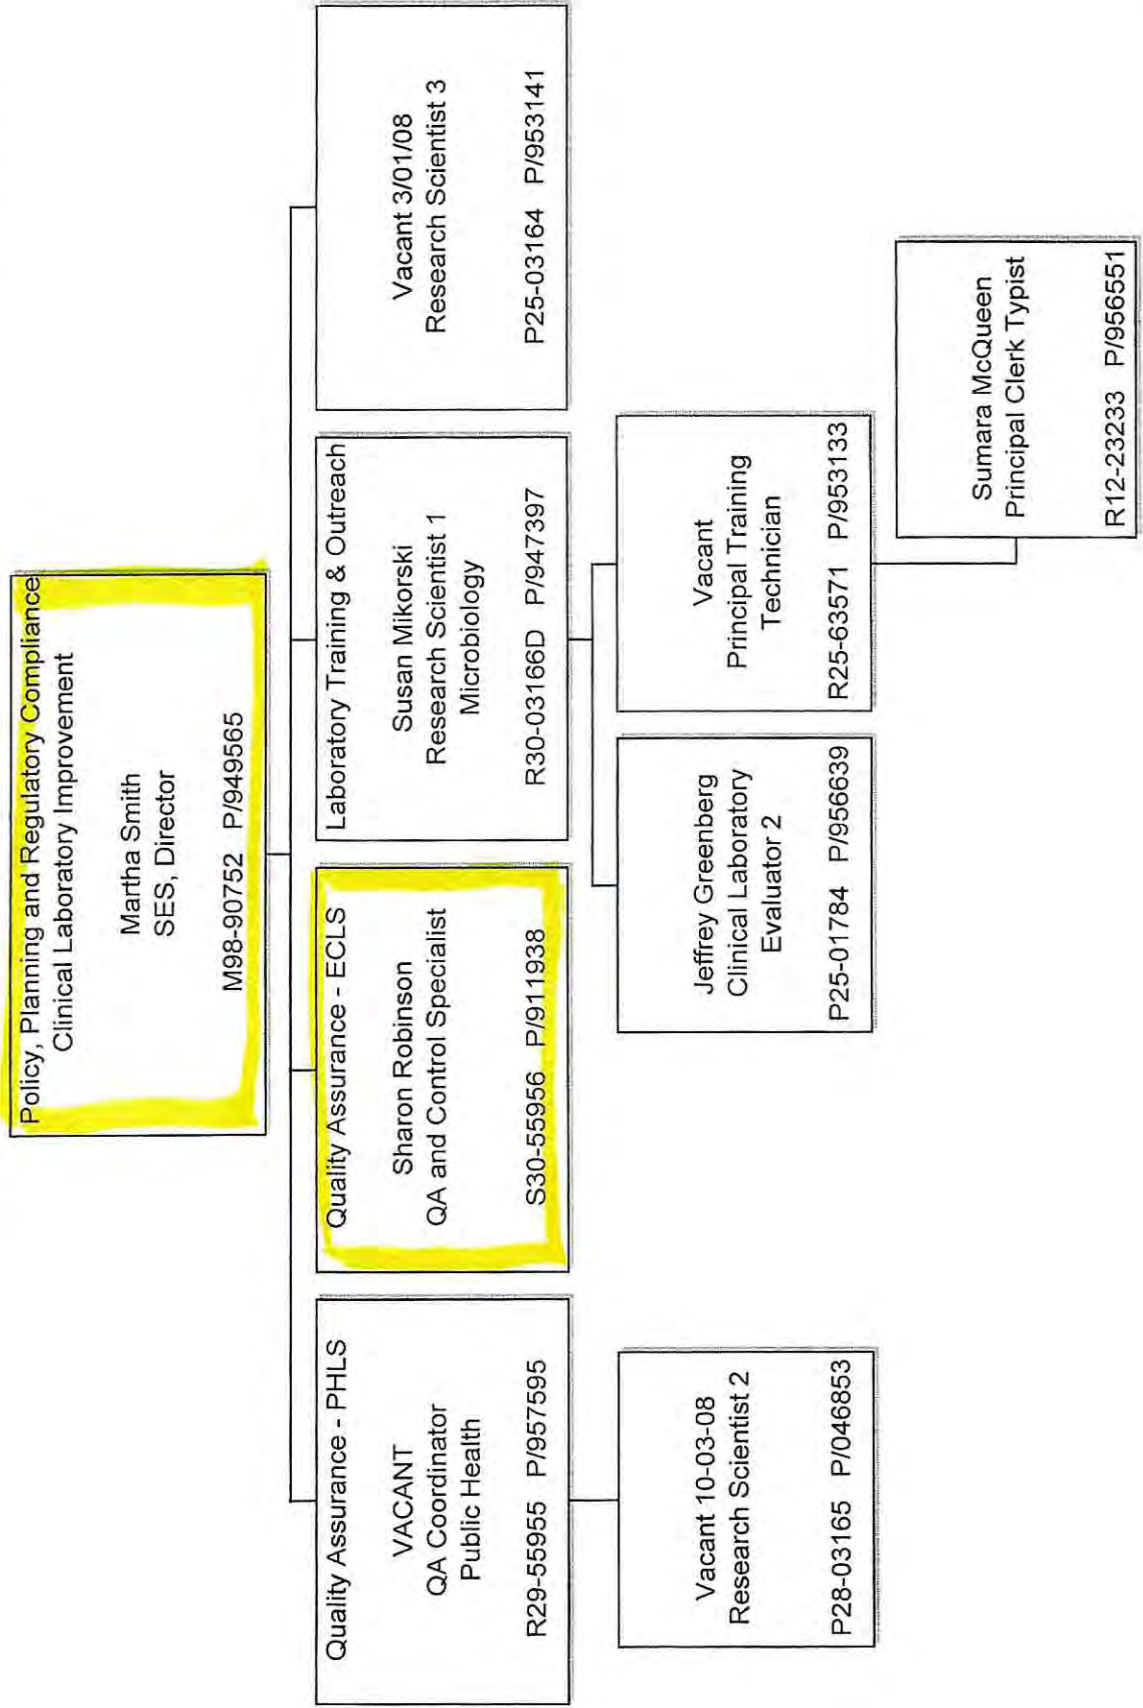 Policy, Planning and Regulatory Compliance
Clinical Laboratory Improvement
Martha Smith
SES, Director
M98-90752 P/949565
Quality Assurance - PHLS
VACANT
QA Coordinator
Public Health
R29-55955 P/957595
Quality Assurance - ECLS
Sharon Robinson
QA and Control Specialist
S30-55956 P/911938
Laboratory Training & Outreach
Susan Mikorski
Research Scientist 1
Microbiology
R30-03166D P/947397
Vacant 3/01/08
Research Scientist 3
P25-03164 P/953141
Vacant 10-03-08
Research Scientist 2
P28-03165 P/046853
Jeffrey Greenberg
Clinical Laboratory
Evaluator 2
P25-01784 P/956639
Vacant
Principal Training
Technician
R25-63571 P/953133
Sumara McQueen
Principal Clerk Typist
R12-23233 P/956551